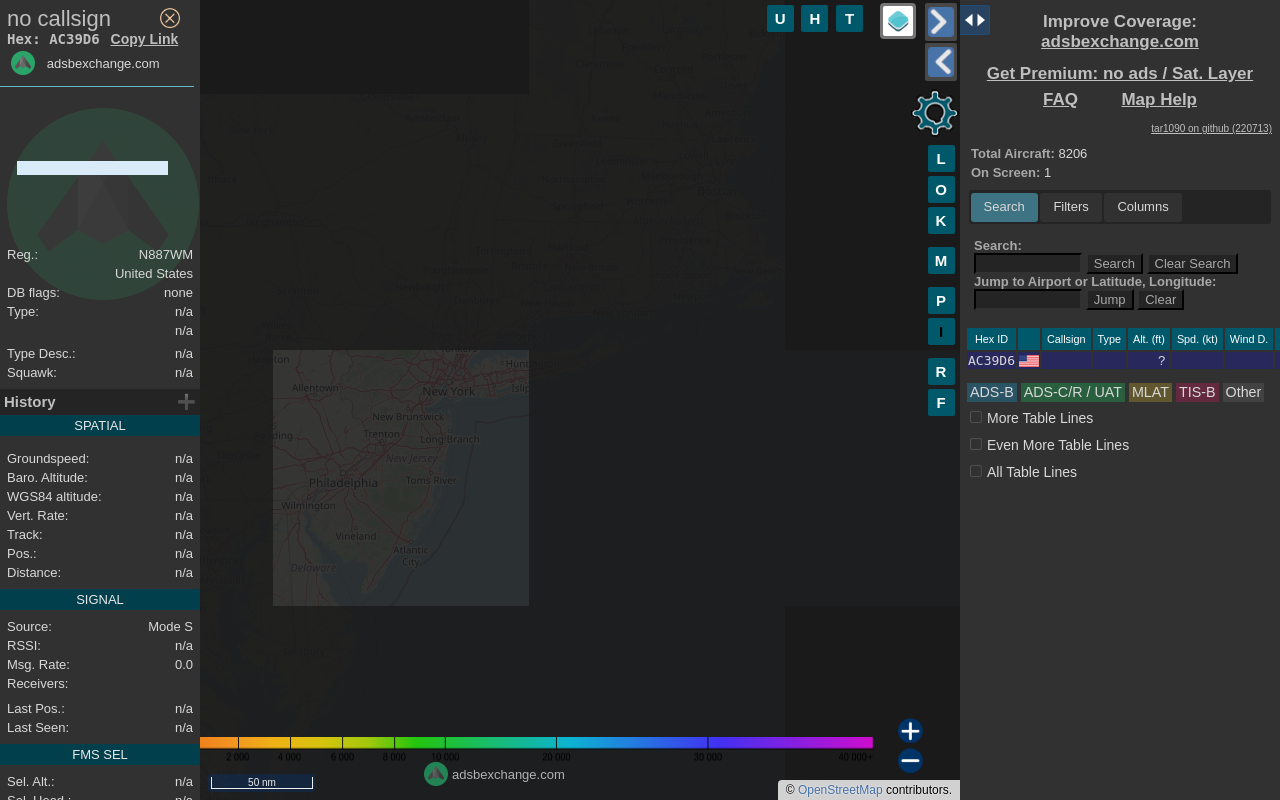 no callsign
Hex: AC39D6 Copy Link
adsbexchange.com
Reg.: N887WM
United States
DB flags: none
Type: n/a
n/a
Type Desc.: n/a
Squawk: n/a
History
SPATIAL
Groundspeed: n/a
Baro. Altitude: n/a
WGS84 altitude: n/a
Vert. Rate: n/a
Track: n/a
Pos.: n/a
Distance: n/a
SIGNAL
Source: Mode S
RSSI: n/a
Msg. Rate: 0.0
Receivers:
Last Pos.: n/a
Last Seen: n/a
FMS SEL
Sel. Alt.: n/a
Sel. Head.: n/a
U H T
L
O
K
M
P
I
R
F
Allentown
New York
New Brunswick
Trenton
Long Branch
New Jersey
Philadelphia
Toms River
Wilmington
Vineland
Atlantic
City
Delaware
2 000 4 000 6 000 8 000 10 000 20 000 30 000 40 000+
adsbexchange.com
50 nm
© OpenStreetMap contributors.
Improve Coverage:
adsbexchange.com
Get Premium: no ads / Sat. Layer
FAQ Map Help
tar1090 on github (220713)
Total Aircraft: 8206
On Screen: 1
Search Filters Columns
Search:
Search Clear Search
Jump to Airport or Latitude, Longitude:
Jump Clear
Hex ID Callsign Type Alt. (ft) Spd. (kt) Wind D.
AC39D6 ?
ADS-B ADS-C/R / UAT MLAT TIS-B Other
More Table Lines
Even More Table Lines
All Table Lines